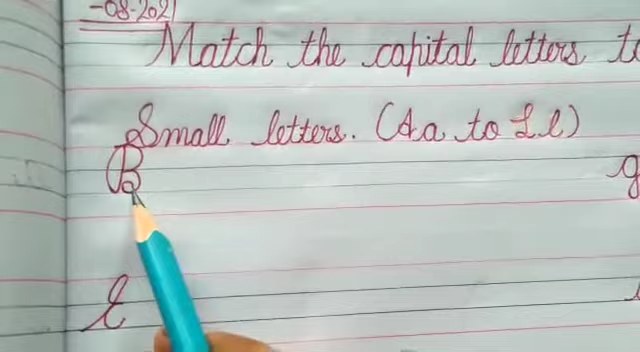 -08-2021
Match the capital letters to
Small letters. (Aa to Ll)
B g